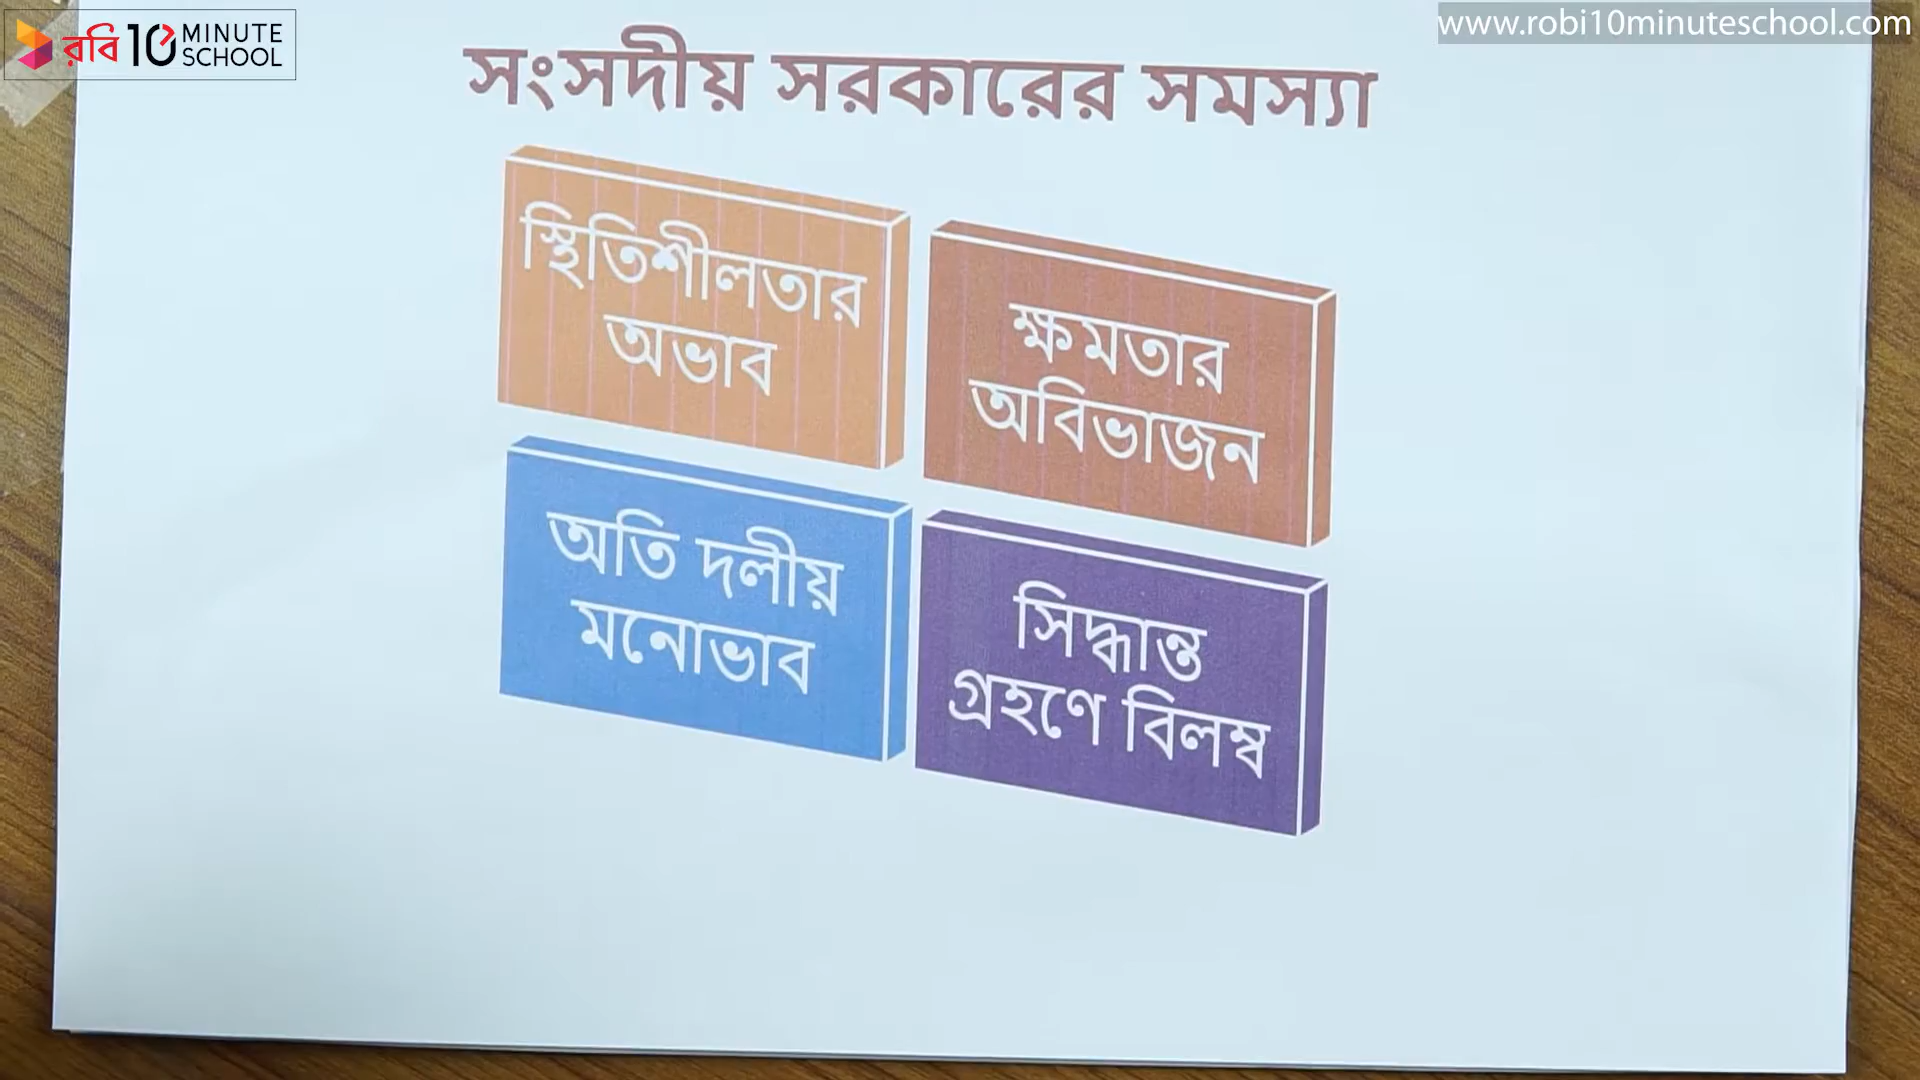 রবি 10 MINUTE SCHOOL
www.robi10minuteschool.com
সংসদীয় সরকারের সমস্যা
স্থিতিশীলতার
অভাব
ক্ষমতার
অবিভাজন
অতি দলীয়
মনোভাব
সিদ্ধান্ত
গ্রহণে বিলম্ব